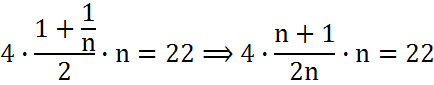 4 · (1 + 1/n)/2 · n = 22 ⟹ 4 · (n + 1)/2n · n = 22